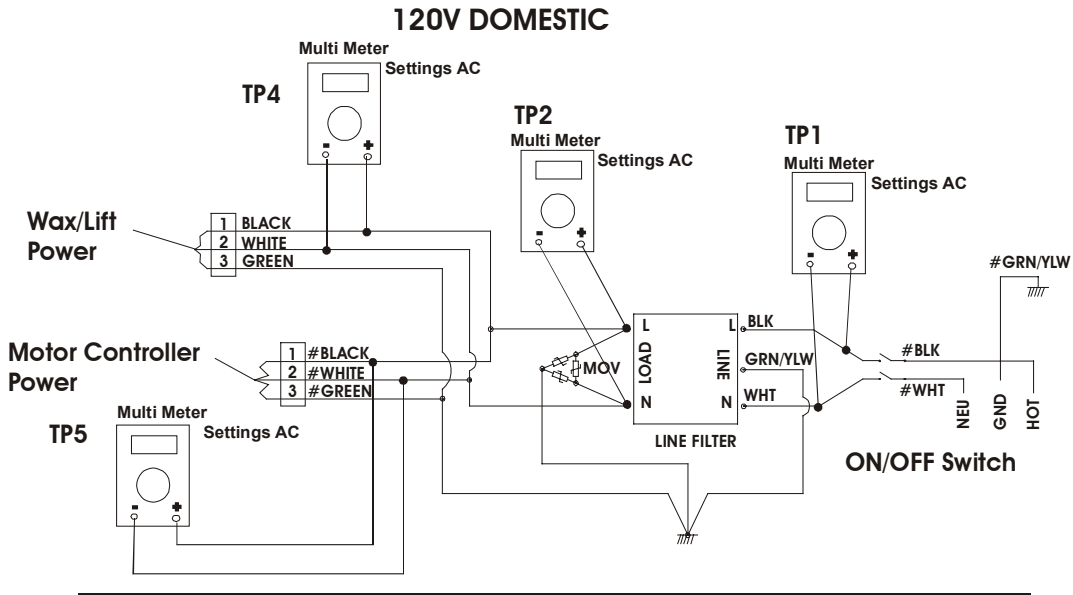 120V DOMESTIC
Multi Meter
Settings AC
TP4
- +
TP2
Multi Meter
Settings AC
- +
TP1
Multi Meter
Settings AC
- +
Wax/Lift
Power
1 BLACK
2 WHITE
3 GREEN
#GRN/YLW
Motor Controller
Power
1 #BLACK
2 #WHITE
3 #GREEN
MOV
L
LOAD
N
L
LINE
N
LINE FILTER
BLK
GRN/YLW
WHT
#BLK
#WHT
NEU
GND
HOT
ON/OFF Switch
Multi Meter
Settings AC
TP5
- +